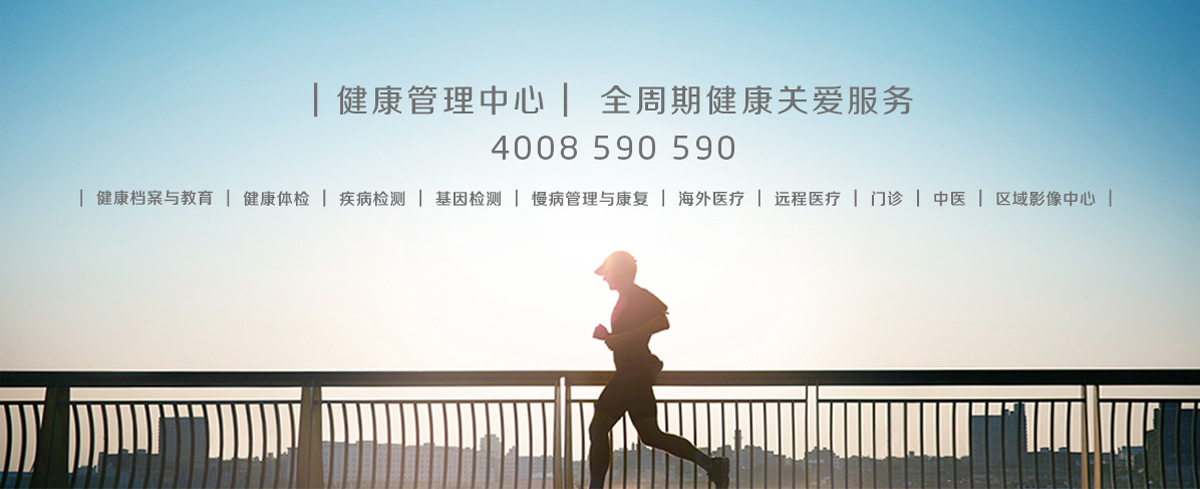 | 健康管理中心 | 全周期健康关爱服务
4008 590 590
| 健康档案与教育 | 健康体检 | 疾病检测 | 基因检测 | 慢病管理与康复 | 海外医疗 | 远程医疗 | 门诊 | 中医 | 区域影像中心 |